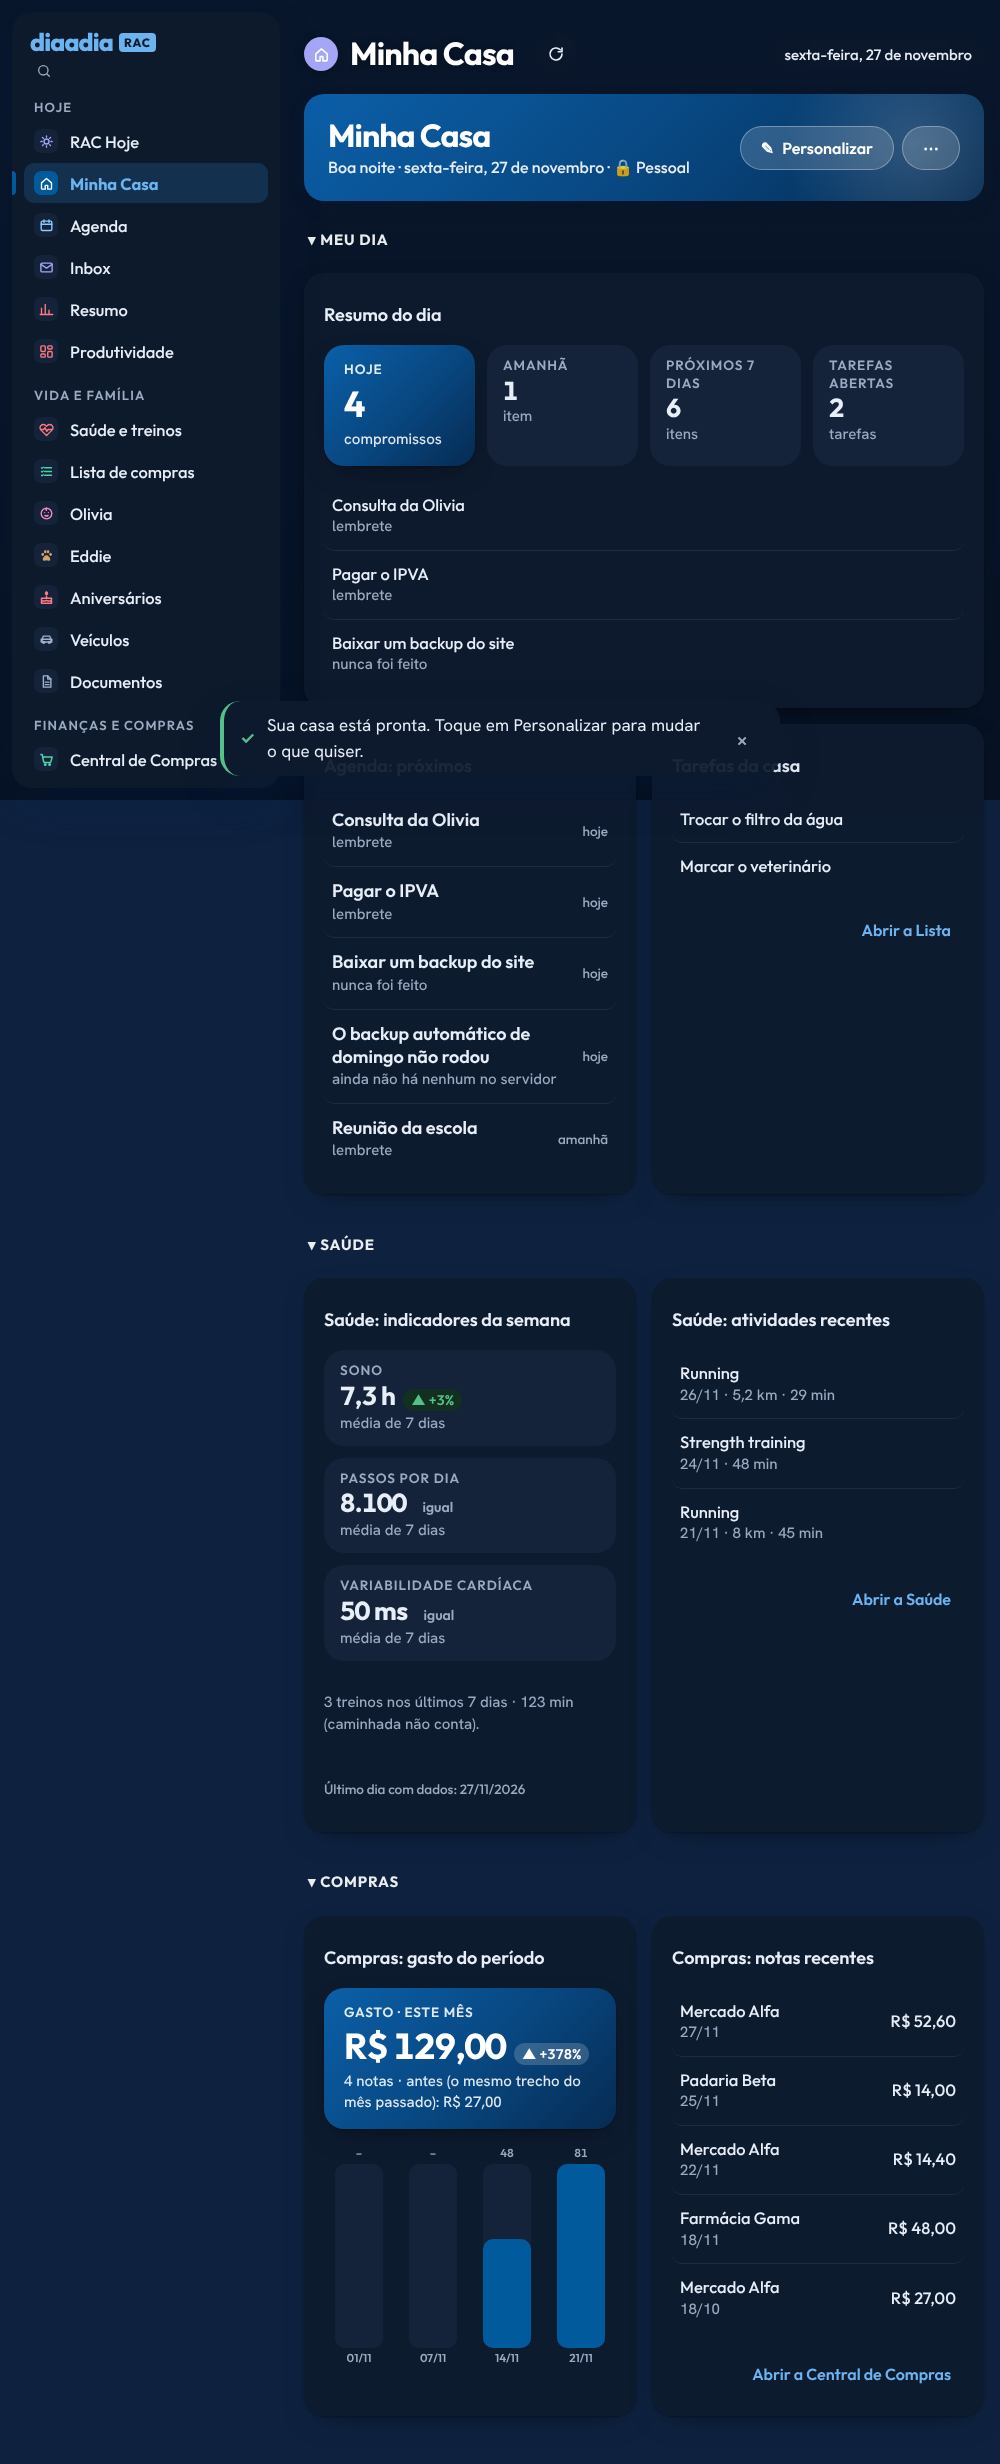 diaadia RAC
HOJE
RAC Hoje
Minha Casa
Agenda
Inbox
Resumo
Produtividade
VIDA E FAMÍLIA
Saúde e treinos
Lista de compras
Olivia
Eddie
Aniversários
Veículos
Documentos
FINANÇAS E COMPRAS
Central de Compras
Minha Casa
sexta-feira, 27 de novembro
Minha Casa
Boa noite · sexta-feira, 27 de novembro · 🔒 Pessoal
✎ Personalizar
⋯
▾ MEU DIA
Resumo do dia
HOJE
4
compromissos
AMANHÃ
1
item
PRÓXIMOS 7
DIAS
6
itens
TAREFAS
ABERTAS
2
tarefas
Consulta da Olivia
lembrete
Pagar o IPVA
lembrete
Baixar um backup do site
nunca foi feito
Sua casa está pronta. Toque em Personalizar para mudar
o que quiser.
×
Agenda: próximos
Consulta da Olivia
lembrete
hoje
Pagar o IPVA
lembrete
hoje
Baixar um backup do site
nunca foi feito
hoje
O backup automático de
domingo não rodou
ainda não há nenhum no servidor
hoje
Reunião da escola
lembrete
amanhã
Tarefas da casa
Trocar o filtro da água
Marcar o veterinário
Abrir a Lista
▾ SAÚDE
Saúde: indicadores da semana
SONO
7,3 h ▲ +3%
média de 7 dias
PASSOS POR DIA
8.100 igual
média de 7 dias
VARIABILIDADE CARDÍACA
50 ms igual
média de 7 dias
3 treinos nos últimos 7 dias · 123 min
(caminhada não conta).
Último dia com dados: 27/11/2026
Saúde: atividades recentes
Running
26/11 · 5,2 km · 29 min
Strength training
24/11 · 48 min
Running
21/11 · 8 km · 45 min
Abrir a Saúde
▾ COMPRAS
Compras: gasto do período
GASTO · ESTE MÊS
R$ 129,00 ▲ +378%
4 notas · antes (o mesmo trecho do
mês passado): R$ 27,00
– – 48 81
01/11 07/11 14/11 21/11
Compras: notas recentes
Mercado Alfa
27/11
R$ 52,60
Padaria Beta
25/11
R$ 14,00
Mercado Alfa
22/11
R$ 14,40
Farmácia Gama
18/11
R$ 48,00
Mercado Alfa
18/10
R$ 27,00
Abrir a Central de Compras